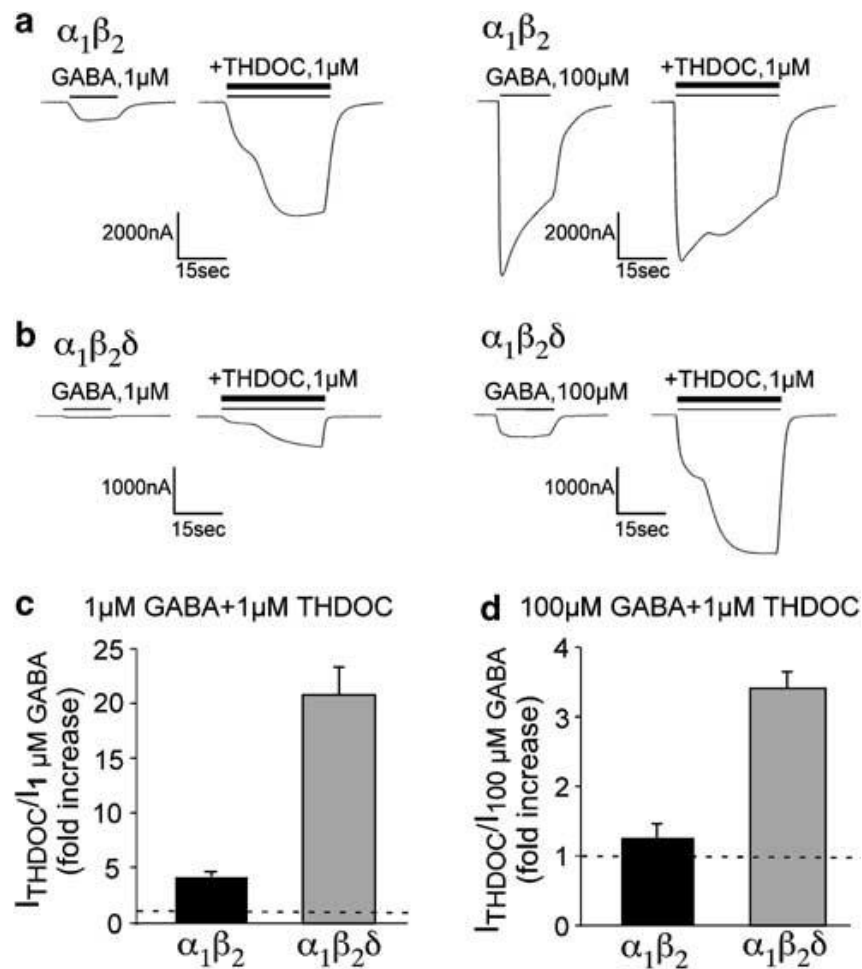 a
α1β2
GABA, 1µM
+THDOC, 1µM
2000nA
15sec
α1β2
GABA, 100µM
+THDOC, 1µM
2000nA
15sec
b
α1β2δ
GABA, 1µM
+THDOC, 1µM
1000nA
15sec
α1β2δ
GABA, 100µM
+THDOC, 1µM
1000nA
15sec
c
1µM GABA+1µM THDOC
ITHDOC/I1 µM GABA
(fold increase)
25
20
15
10
5
0
α1β2
α1β2δ
d
100µM GABA+1µM THDOC
ITHDOC/I100 µM GABA
(fold increase)
4
3
2
1
0
α1β2
α1β2δ